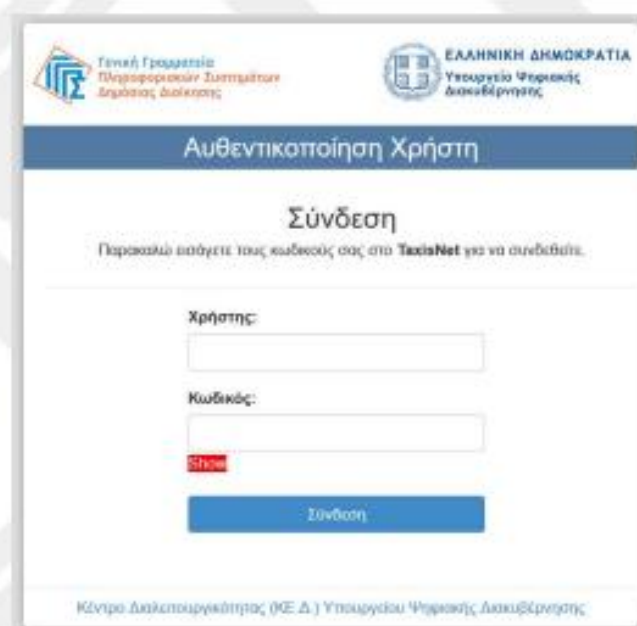 Γενική Γραμματεία
Πληροφοριακών Συστημάτων
Δημόσιας Διοίκησης
ΕΛΛΗΝΙΚΗ ΔΗΜΟΚΡΑΤΙΑ
Υπουργείο Ψηφιακής
Διακυβέρνησης
Αυθεντικοποίηση Χρήστη
Σύνδεση
Παρακαλώ εισάγετε τους κωδικούς σας στο TaxisNet για να συνδεθείτε.
Χρήστης:
Κωδικός:
Show
Σύνδεση
Κέντρο Διαλειτουργικότητας (ΚΕ.Δ.) Υπουργείου Ψηφιακής Διακυβέρνησης